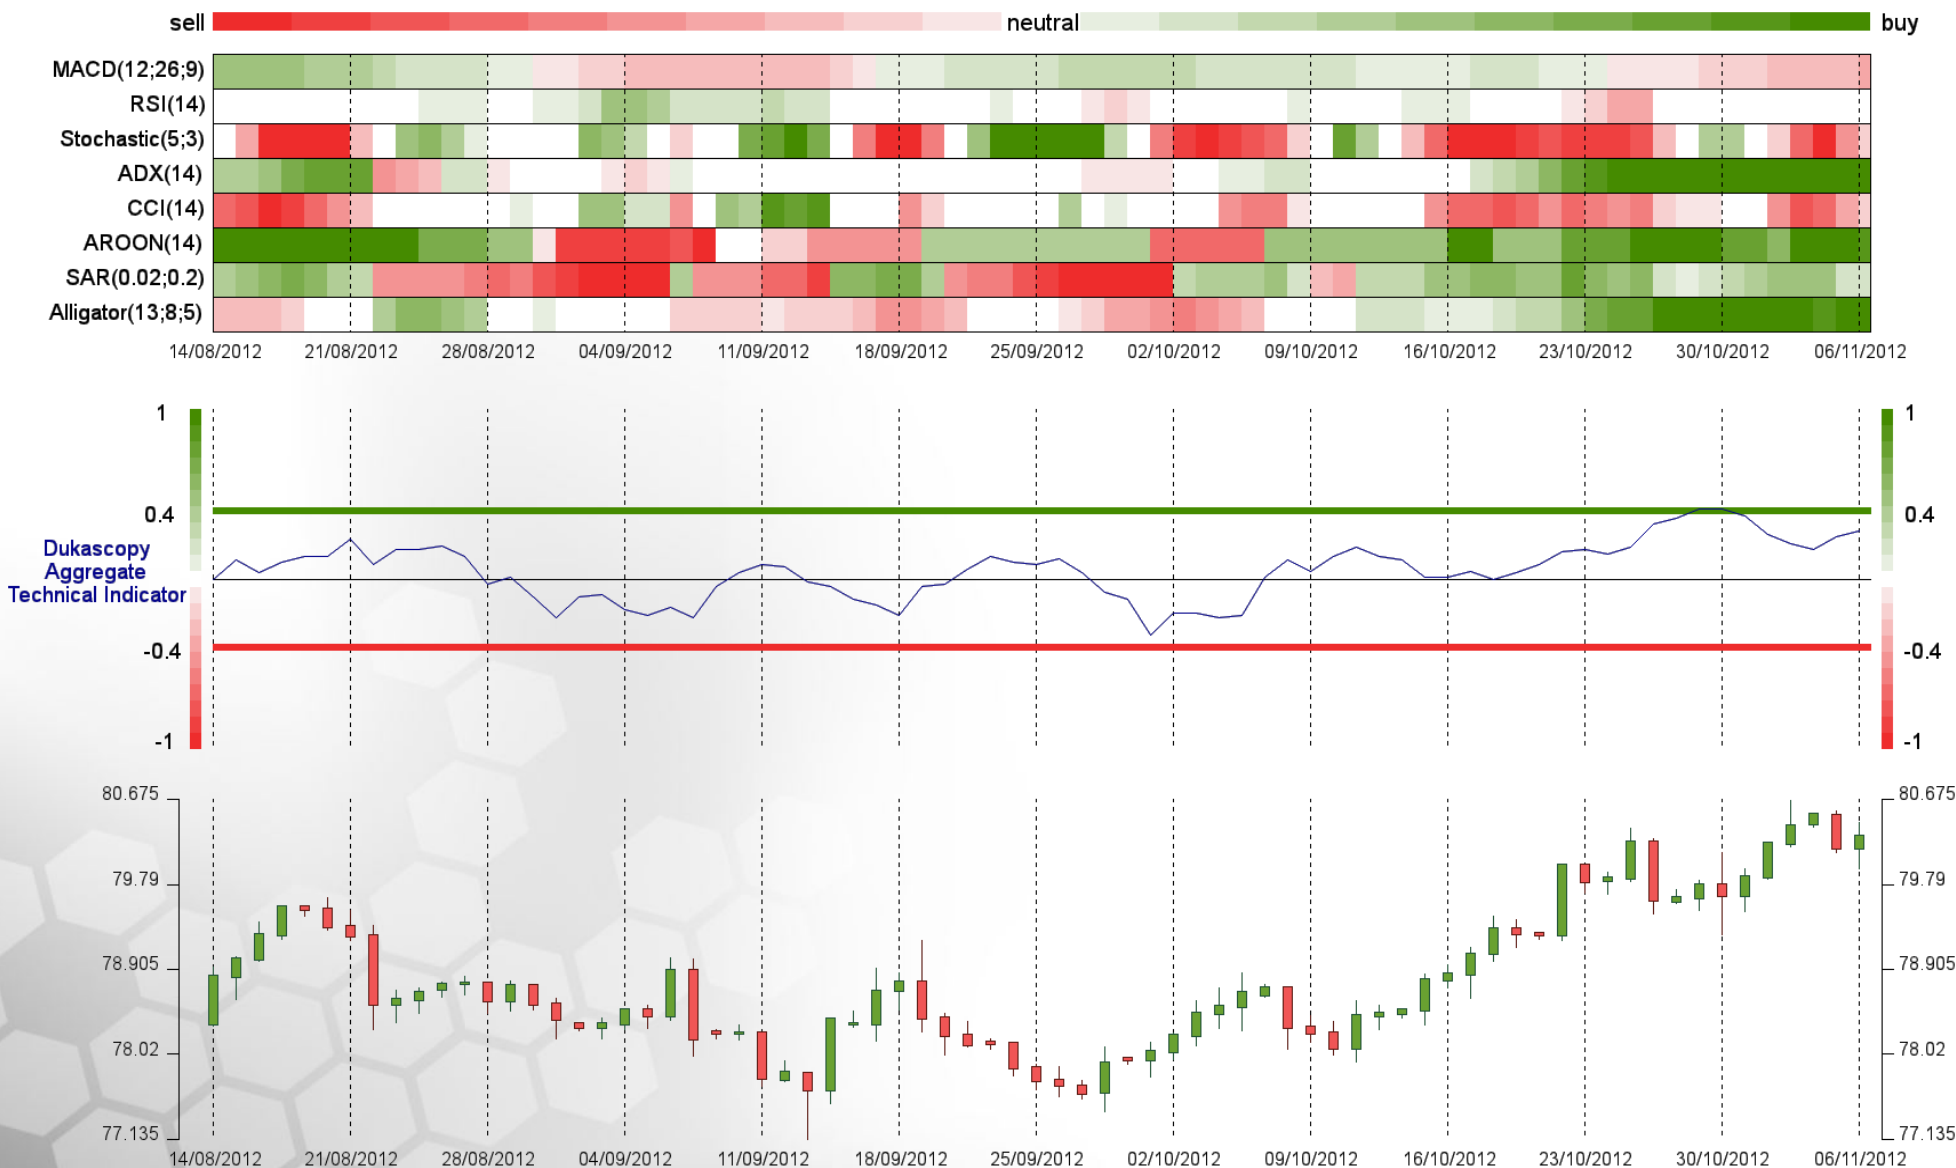 sell neutral buy
MACD(12;26;9)
RSI(14)
Stochastic(5;3)
ADX(14)
CCI(14)
AROON(14)
SAR(0.02;0.2)
Alligator(13;8;5)
14/08/2012 21/08/2012 28/08/2012 04/09/2012 11/09/2012 18/09/2012 25/09/2012 02/10/2012 09/10/2012 16/10/2012 23/10/2012 30/10/2012 06/11/2012
1 1
0.4 0.4
Dukascopy
Aggregate
Technical Indicator
-0.4 -0.4
-1 -1
80.675 80.675
79.79 79.79
78.905 78.905
78.02 78.02
77.135 77.135
14/08/2012 21/08/2012 28/08/2012 04/09/2012 11/09/2012 18/09/2012 25/09/2012 02/10/2012 09/10/2012 16/10/2012 23/10/2012 30/10/2012 06/11/2012